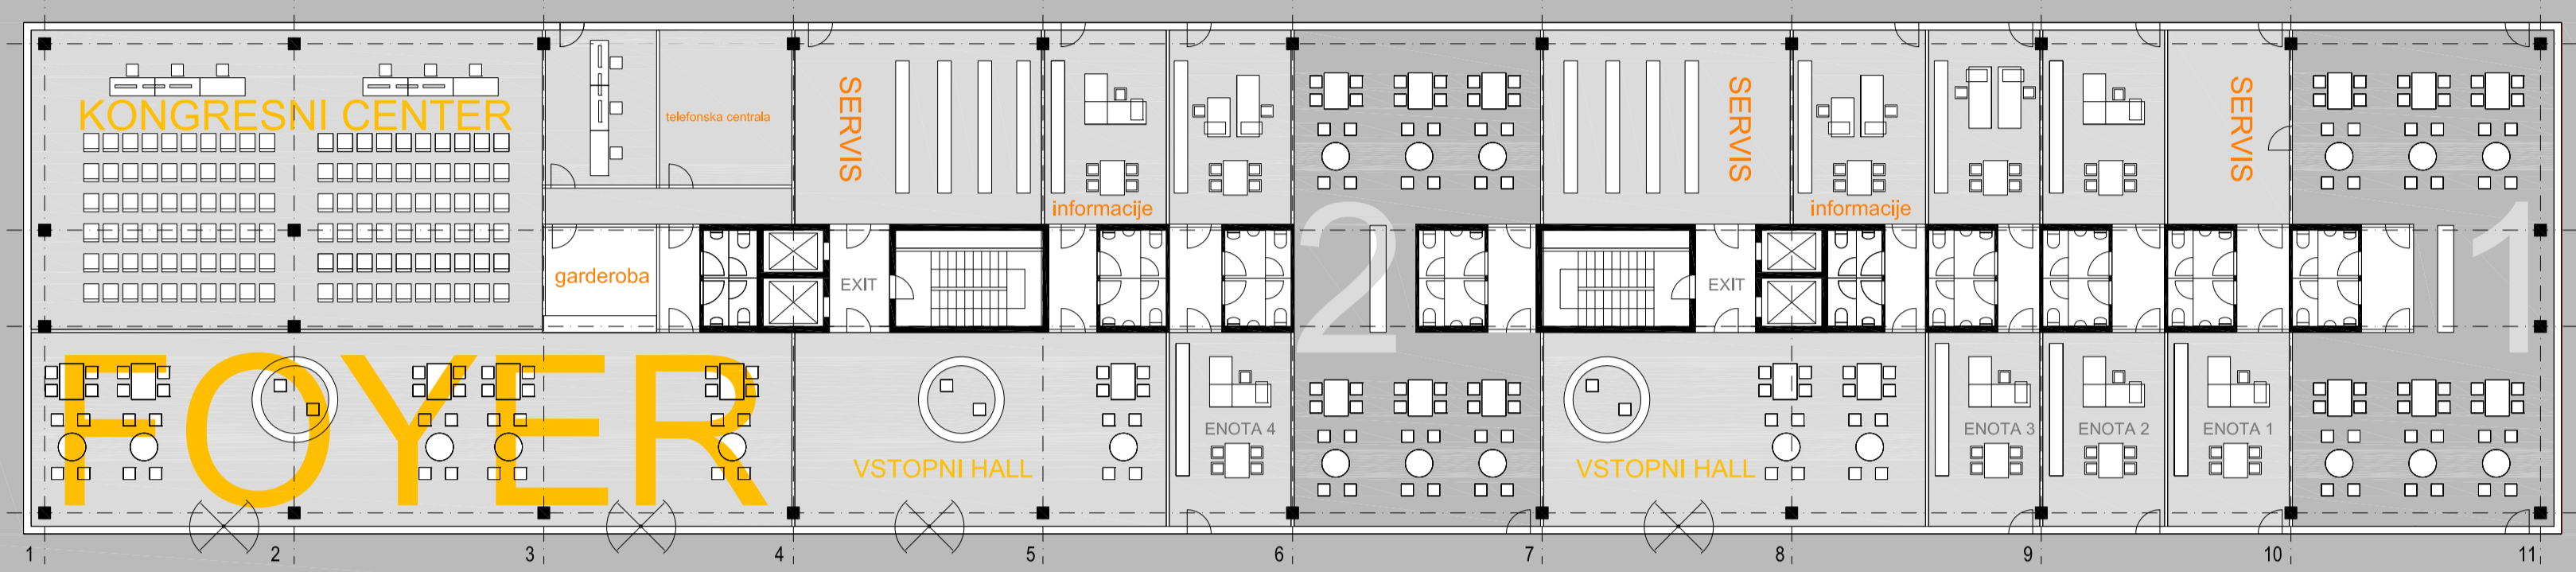 KONGRESNI CENTER
telefonska centrala
SERVIS
informacije
SERVIS
informacije
SERVIS
garderoba
EXIT
2
EXIT
1
FOYER
VSTOPNI HALL
ENOTA 4
VSTOPNI HALL
ENOTA 3
ENOTA 2
ENOTA 1
1 2 3 4 5 6 7 8 9 10 11